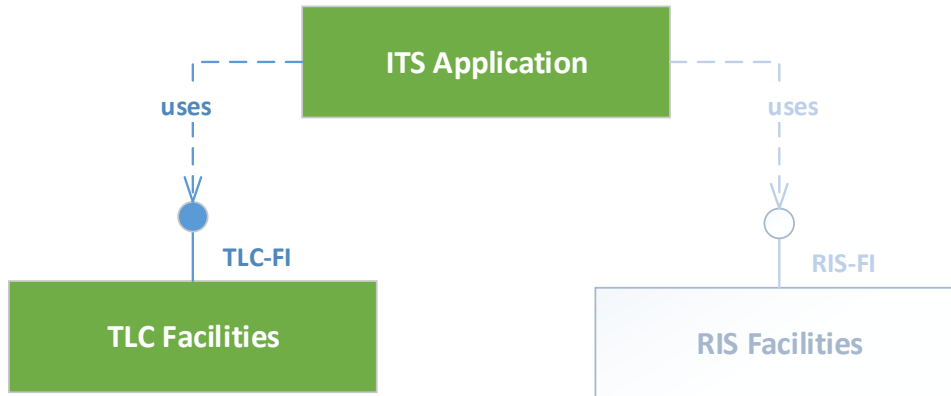 ITS Application
uses
uses
TLC-FI
RIS-FI
TLC Facilities
RIS Facilities